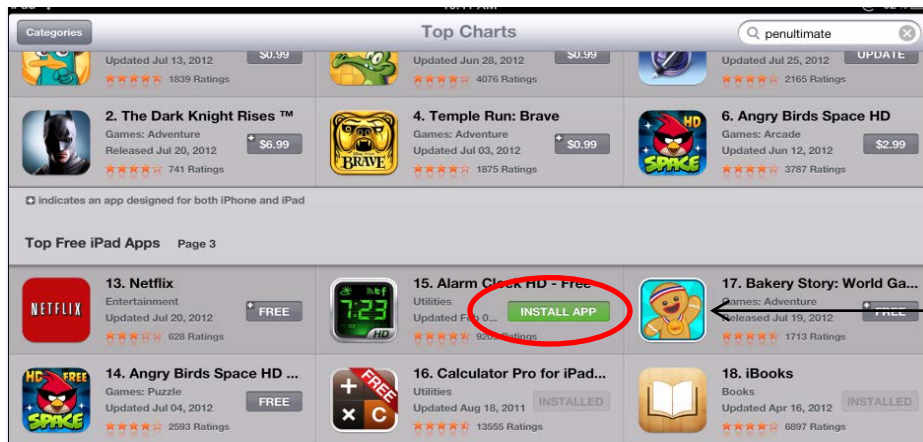 Categories
Top Charts
penultimate
Updated Jul 13, 2012
$0.99
1839 Ratings
Updated Jun 28, 2012
$0.99
4076 Ratings
Updated Jul 25, 2012
UPDATE
2165 Ratings
2. The Dark Knight Rises ™
Games: Adventure
Released Jul 20, 2012
$6.99
741 Ratings
BRAVE
4. Temple Run: Brave
Games: Adventure
Updated Jul 03, 2012
$0.99
1875 Ratings
HD
SPACE
6. Angry Birds Space HD
Games: Arcade
Updated Jun 12, 2012
$2.99
3787 Ratings
+ indicates an app designed for both iPhone and iPad
Top Free iPad Apps Page 3
NETFLIX
13. Netflix
Entertainment
Updated Jul 20, 2012
FREE
628 Ratings
7:23
HD
15. Alarm Clock HD - Free
Utilities
Updated Feb 0...
INSTALL APP
Ratings
17. Bakery Story: World Ga...
Games: Adventure
Released Jul 19, 2012
FREE
1713 Ratings
HD FREE
SPACE
14. Angry Birds Space HD ...
Games: Puzzle
Updated Jul 04, 2012
FREE
2593 Ratings
FREE
+
× C
16. Calculator Pro for iPad...
Utilities
Updated Aug 18, 2011
INSTALLED
13555 Ratings
18. iBooks
Books
Updated Apr 16, 2012
INSTALLED
6897 Ratings